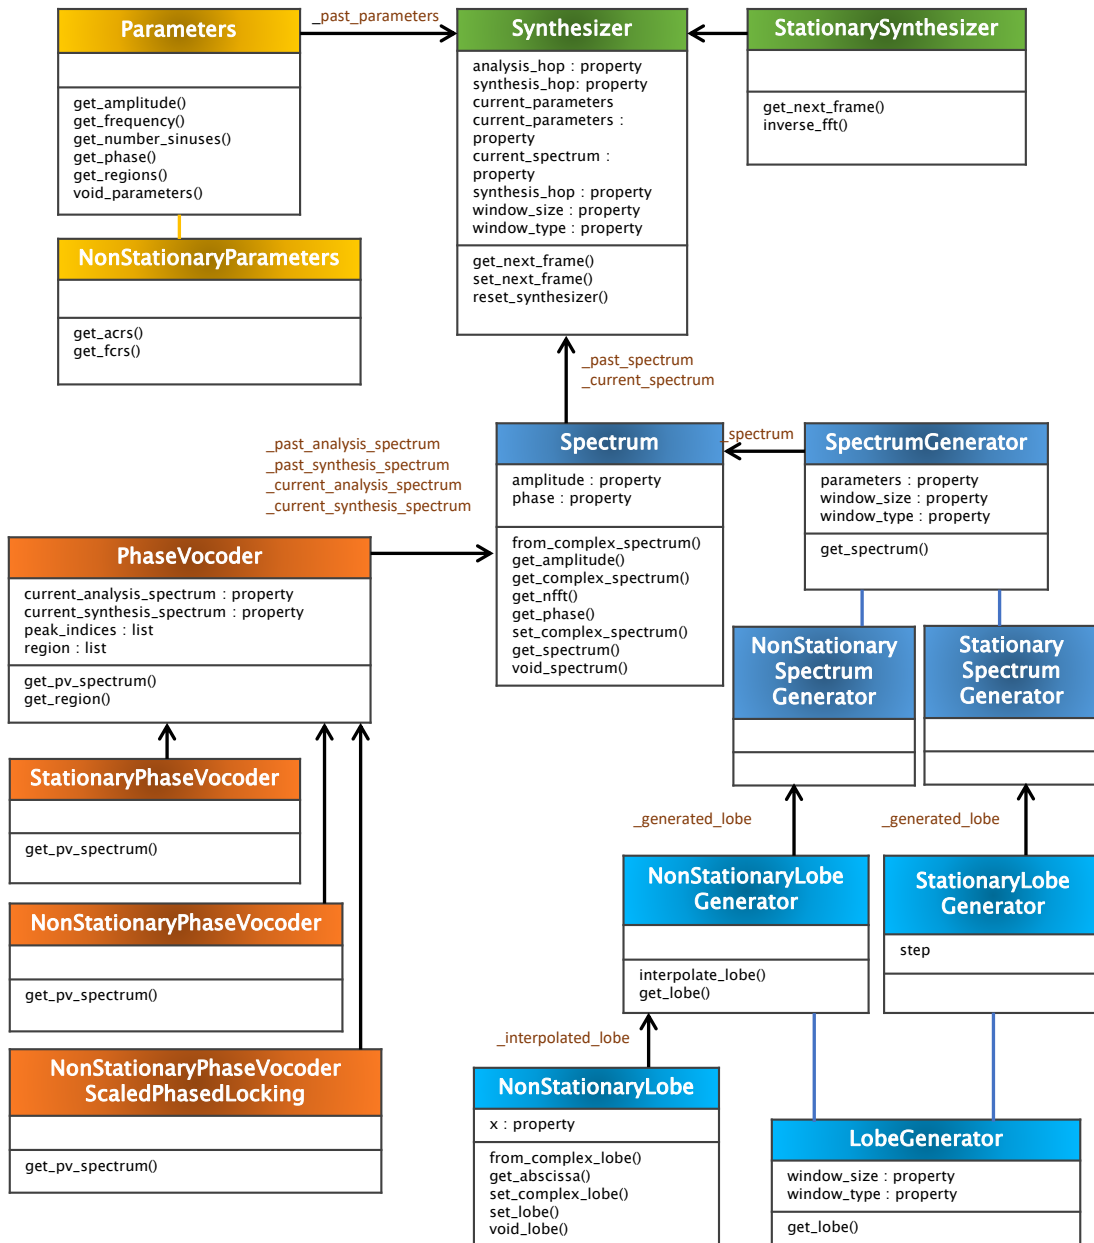 Parameters
get_amplitude()
get_frequency()
get_number_sinuses()
get_phase()
get_regions()
void_parameters()
_past_parameters
Synthesizer
analysis_hop : property
synthesis_hop: property
current_parameters
current_parameters :
property
current_spectrum :
property
synthesis_hop : property
window_size : property
window_type : property
get_next_frame()
set_next_frame()
reset_synthesizer()
StationarySynthesizer
get_next_frame()
inverse_fft()
NonStationaryParameters
get_acrs()
get_fcrs()
_past_spectrum
_current_spectrum
_past_analysis_spectrum
_past_synthesis_spectrum
_current_analysis_spectrum
_current_synthesis_spectrum
Spectrum
amplitude : property
phase : property
from_complex_spectrum()
get_amplitude()
get_complex_spectrum()
get_nfft()
get_phase()
set_complex_spectrum()
get_spectrum()
void_spectrum()
_spectrum
SpectrumGenerator
parameters : property
window_size : property
window_type : property
get_spectrum()
PhaseVocoder
current_analysis_spectrum : property
current_synthesis_spectrum : property
peak_indices : list
region : list
get_pv_spectrum()
get_region()
NonStationary
Spectrum
Generator
Stationary
Spectrum
Generator
StationaryPhaseVocoder
get_pv_spectrum()
_generated_lobe
_generated_lobe
NonStationaryLobe
Generator
interpolate_lobe()
get_lobe()
StationaryLobe
Generator
step
NonStationaryPhaseVocoder
get_pv_spectrum()
_interpolated_lobe
NonStationaryPhaseVocoder
ScaledPhasedLocking
get_pv_spectrum()
NonStationaryLobe
x : property
from_complex_lobe()
get_abscissa()
set_complex_lobe()
set_lobe()
void_lobe()
LobeGenerator
window_size : property
window_type : property
get_lobe()